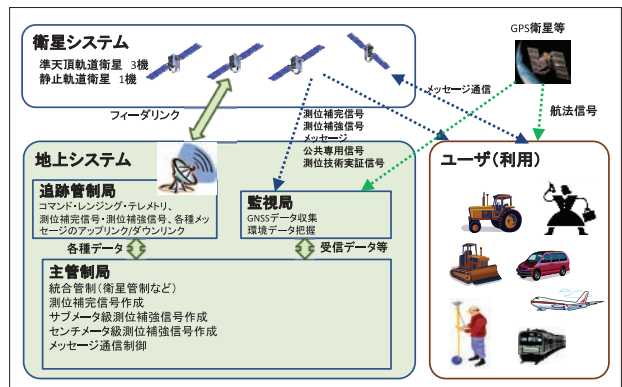 衛星システム
準天頂軌道衛星 3機
静止軌道衛星 1機
GPS衛星等
メッセージ通信
フィーダリンク
測位補完信号
測位補強信号
メッセージ
公共専用信号
測位技術実証信号
航法信号
地上システム
追跡管制局
コマンド・レンジング・テレメトリ、
測位補完信号・測位補強信号、各種メッ
セージのアップリンク/ダウンリンク
監視局
GNSSデータ収集
環境データ把握
各種データ
受信データ等
主管制局
統合管制(衛星管制など)
測位補完信号作成
サブメータ級測位補強信号作成
センチメータ級測位補強信号作成
メッセージ通信制御
ユーザ(利用)